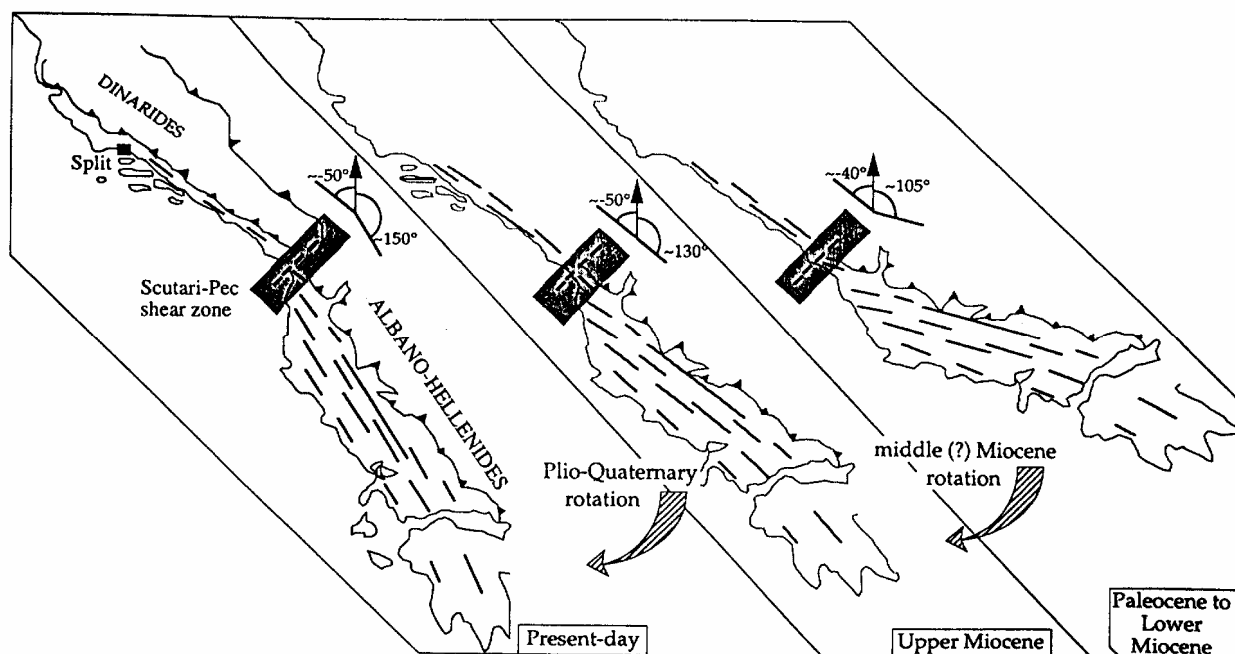 DINARIDES
Split
~-50°
~150°
Scutari-Pec
shear zone
ALBANO-HELLENIDES
Present-day
~-50°
~130°
Plio-Quaternary
rotation
Upper Miocene
~-40°
~105°
middle (?) Miocene
rotation
Paleocene to
Lower
Miocene